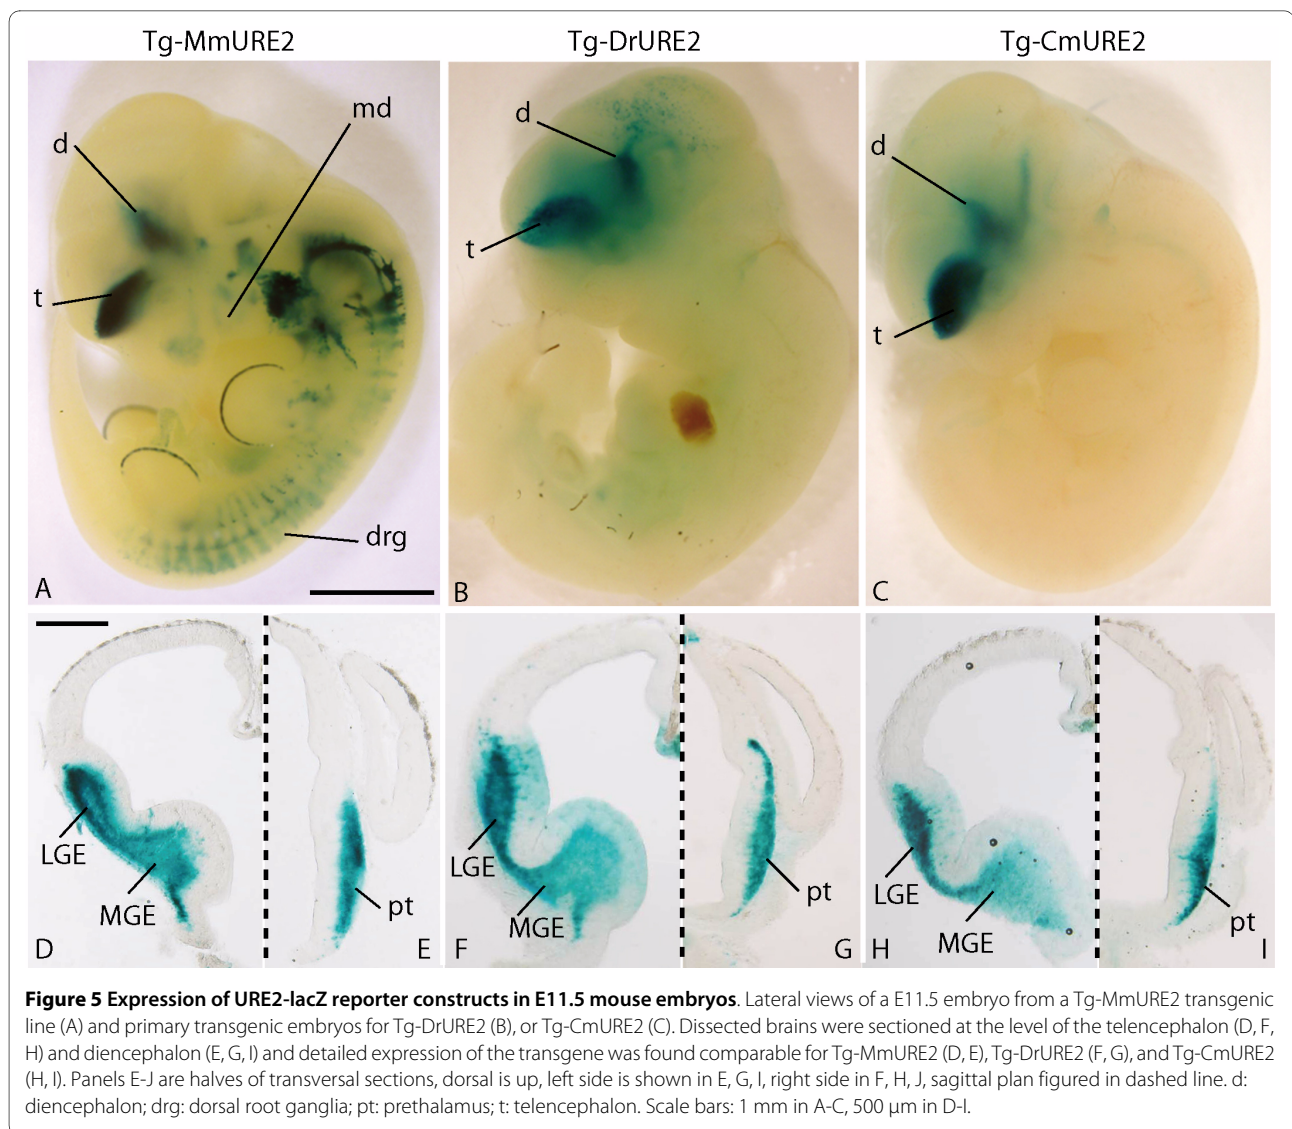 Tg-MmURE2
Tg-DrURE2
Tg-CmURE2
d
md
t
drg
A
d
t
B
d
t
C
LGE
MGE
D
pt
E
LGE
MGE
F
pt
G
LGE
MGE
H
pt
I
Figure 5 Expression of URE2-lacZ reporter constructs in E11.5 mouse embryos. Lateral views of a E11.5 embryo from a Tg-MmURE2 transgenic
line (A) and primary transgenic embryos for Tg-DrURE2 (B), or Tg-CmURE2 (C). Dissected brains were sectioned at the level of the telencephalon (D, F,
H) and diencephalon (E, G, I) and detailed expression of the transgene was found comparable for Tg-MmURE2 (D, E), Tg-DrURE2 (F, G), and Tg-CmURE2
(H, I). Panels E-J are halves of transversal sections, dorsal is up, left side is shown in E, G, I, right side in F, H, J, sagittal plan figured in dashed line. d:
diencephalon; drg: dorsal root ganglia; pt: prethalamus; t: telencephalon. Scale bars: 1 mm in A-C, 500 μm in D-I.